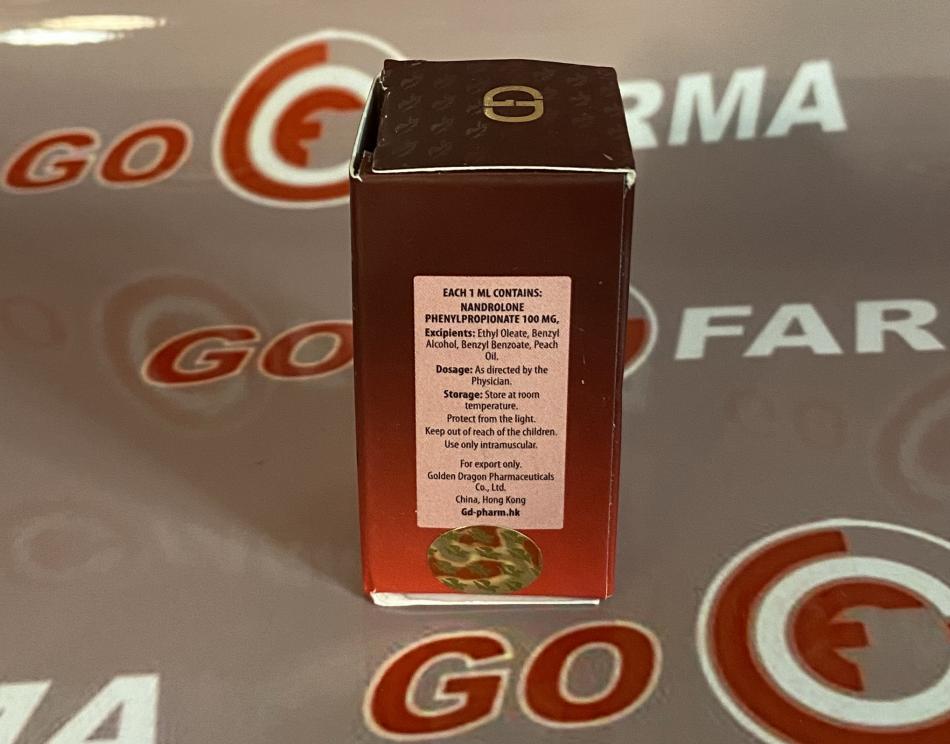 GD
GO FARMA
EACH 1 ML CONTAINS:
NANDROLONE
PHENYLPROPIONATE 100 MG,
Excipients: Ethyl Oleate, Benzyl
Alcohol, Benzyl Benzoate, Peach
Oil.
Dosage: As directed by the
Physician.
Storage: Store at room
temperature.
Protect from the light.
Keep out of reach of the children.
Use only intramuscular.
For export only.
Golden Dragon Pharmaceuticals
Co., Ltd.
China, Hong Kong
Gd-pharm.hk
GO FAR
MA
GO